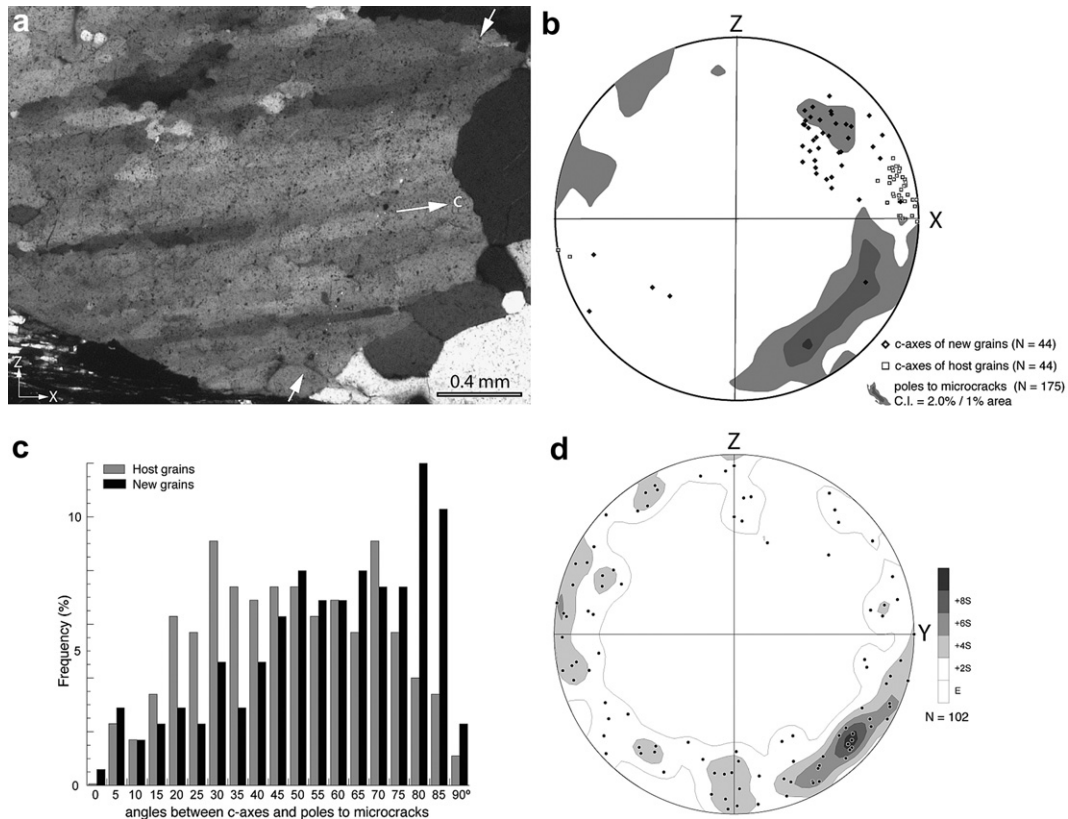 a
C
Z
X
0.4 mm
b
Z
X
c-axes of new grains (N = 44)
c-axes of host grains (N = 44)
poles to microcracks (N = 175)
C.I. = 2.0% / 1% area
c
Host grains
New grains
10
5
0
Frequency (%)
0 5 10 15 20 25 30 35 40 45 50 55 60 65 70 75 80 85 90º
angles between c-axes and poles to microcracks
d
Z
Y
+8S
+6S
+4S
+2S
E
N = 102